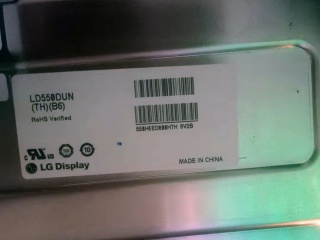 LD550DUN
(TH)(B6)
RoHS Verified
LG Display
MADE IN CHINA